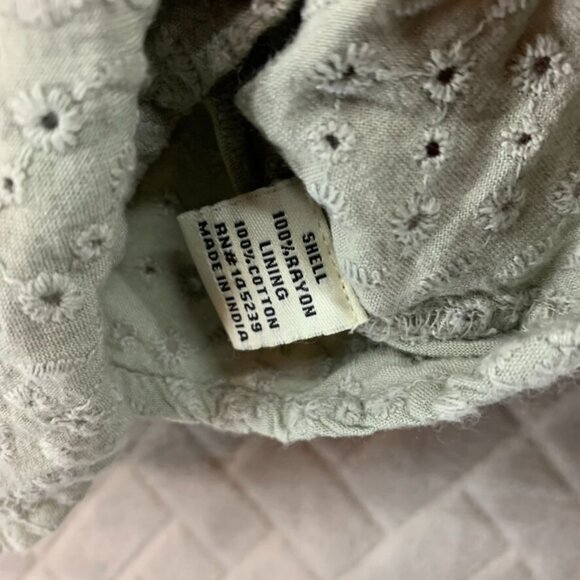 SHELL
100%RAYON
LINING
100%COTTON
RN#145239
MADE IN INDIA